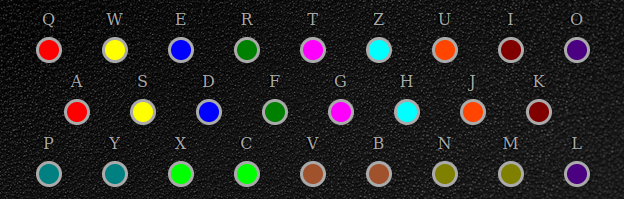 Q W E R T Z U I O
A S D F G H J K
P Y X C V B N M L